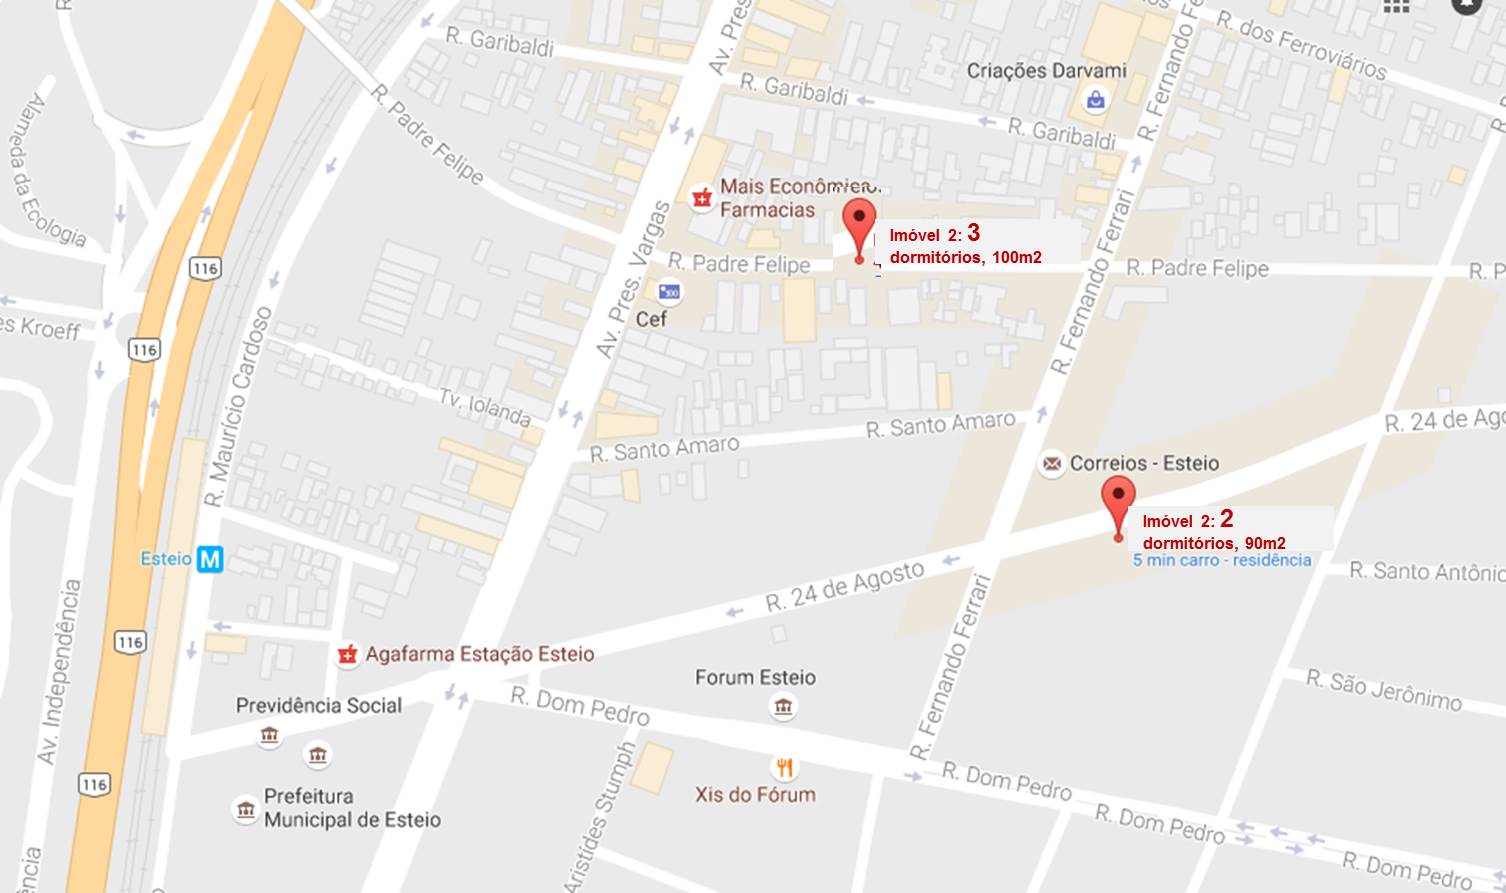 R. Garibaldi
Av. Pres.
R. dos Ferroviários
Criações Darvami
R. Garibaldi
R. Garibaldi
R. Fernando Fe
R. Padre Felipe
Alameda da Ecologia
Mais Econômi
Farmacias
Imóvel 2: 3
dormitórios, 100m2
R. Fernando Ferrari
116
R. Padre Felipe
R. Padre Felipe
R. P
Av. Pres. Vargas
Cef
es Kroeff
116
R. Maurício Cardoso
Tv. Iolanda
R. Santo Amaro
R. Santo Amaro
R. 24 de Ago
Correios - Esteio
Imóvel 2: 2
dormitórios, 90m2
5 min carro - residência
Esteio M
R. 24 de Agosto
R. Santo Antônio
Av. Independência
116
Agafarma Estação Esteio
R. Fernando Ferrari
Forum Esteio
R. São Jerônimo
Previdência Social
R. Dom Pedro
116
Xis do Fórum
R. Dom Pedro
Prefeitura
Municipal de Esteio
Aristides Stumph
R. Dom Pedro
R. Dom Pedro
ência